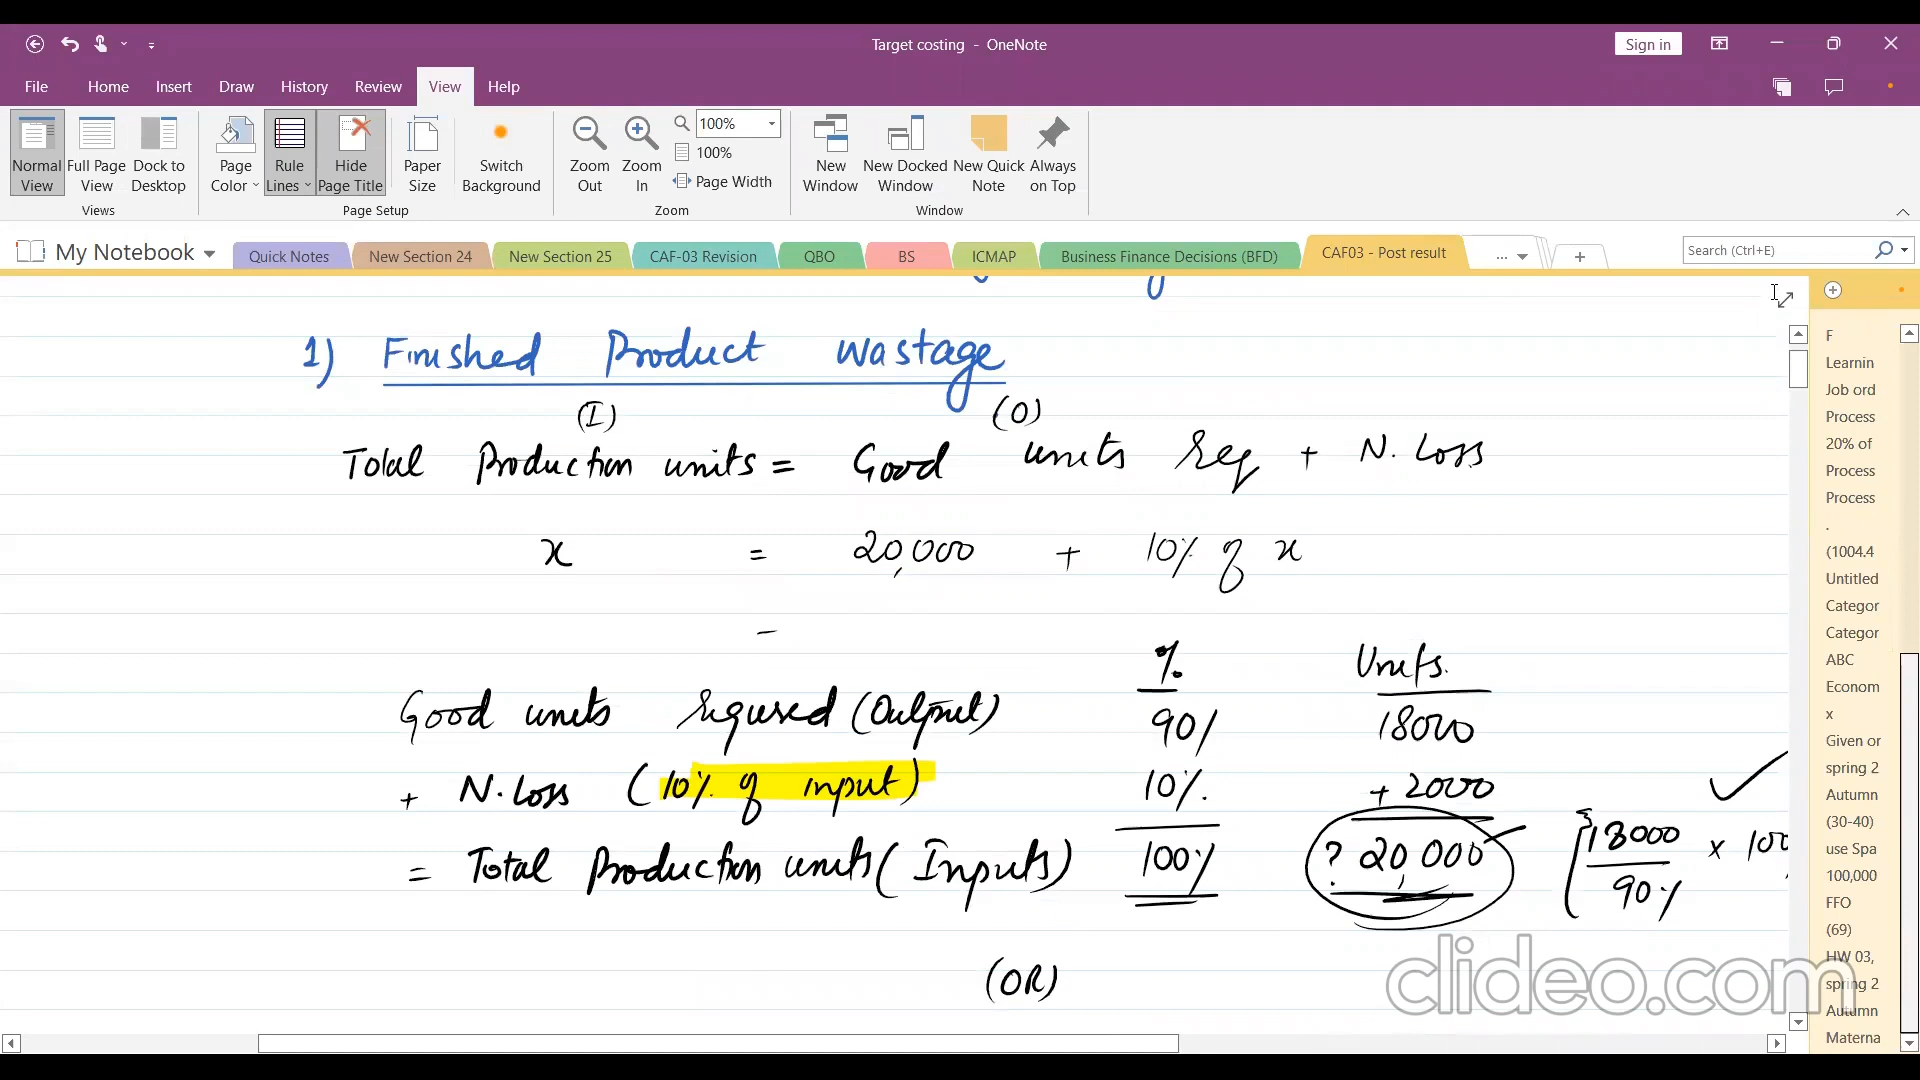 Target costing - OneNote
Sign in
File Home Insert Draw History Review View Help
Normal View
Full Page View
Dock to Desktop
Page Color
Rule Lines
Hide Page Title
Paper Size
Switch Background
Zoom Out
Zoom In
100%
100%
Page Width
New Window
New Docked Window
New Quick Note
Always on Top
Views Page Setup Zoom Window
My Notebook Quick Notes New Section 24 New Section 25 CAF-03 Revision QBO BS ICMAP Business Finance Decisions (BFD) CAF03 - Post result ... Search (Ctrl+E)
1) Finished Product Wastage
(I) (O)
Total Production units = Good units req + N. Loss
x = 20,000 + 10% of x
=
% Units.
Good units required (Output) 90% 18000
+ N. Loss (10% of input) 10% + 2000
= Total Production units (Inputs) 100% ? 20,000 [18000 / 90% x 100
(OR)
clideo.com
F
Learnin
Job ord
Process
20% of
Process
Process
.
(1004.4
Untitled
Categor
Categor
ABC
Econom
x
Given or
spring 2
Autumn
(30-40)
use Spa
100,000
FFO
(69)
HW 03,
spring 2
Autumn
Materna